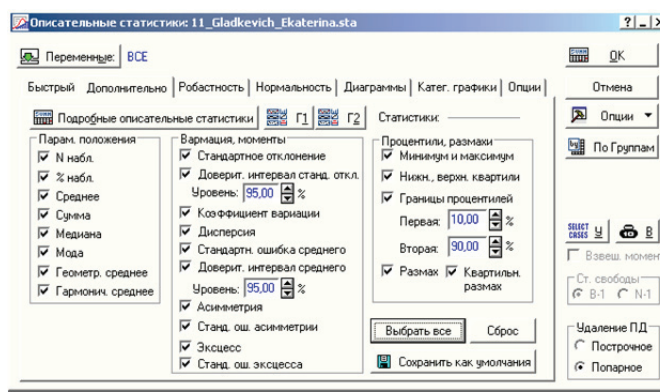 Описательные статистики: 11_Gladkevich_Ekaterina.sta
Переменные: ВСЕ
Быстрый Дополнительно Робастность Нормальность Диаграммы Катег. графики Опции
Подробные описательные статистики Г1 Г2 Статистики:
Парам. положения
N набл.
% набл.
Среднее
Сумма
Медиана
Мода
Геометр. среднее
Гармонич. среднее
Вармация, моменты
Стандартное отклонение
Доверит. интервал станд. откл.
Уровень: 95,00 %
Коэффициент вариации
Дисперсия
Стандартн. ошибка среднего
Доверит. интервал среднего
Уровень: 95,00 %
Асимметрия
Станд. ош. асимметрии
Эксцесс
Станд. ош. эксцесса
Процентили, размахи
Минимум и максимум
Нижн., верхн. квартили
Границы процентилей
Первая: 10,00 %
Вторая: 90,00 %
Размах Квартильн. размах
Выбрать все Сброс
Сохранить как умолчания
OK
Отмена
Опции
По Группам
SELECT CASES У В
Взвеш. момен
Ст. свободы
В-1 N-1
Удаление ПД
Построчное
Попарное